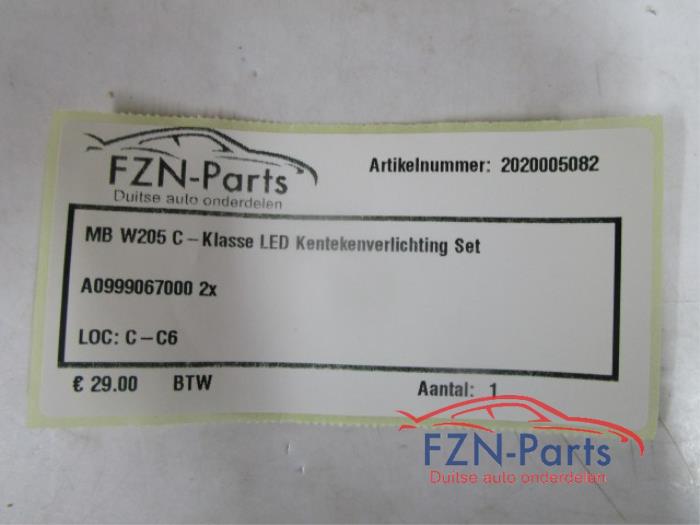 FZN-Parts
Duitse auto onderdelen
Artikelnummer: 2020005082
MB W205 C-Klasse LED Kentekenverlichting Set
A0999067000 2x
LOC: C-C6
€ 29.00 BTW Aantal: 1
FZN-Parts
Duitse auto onderdelen